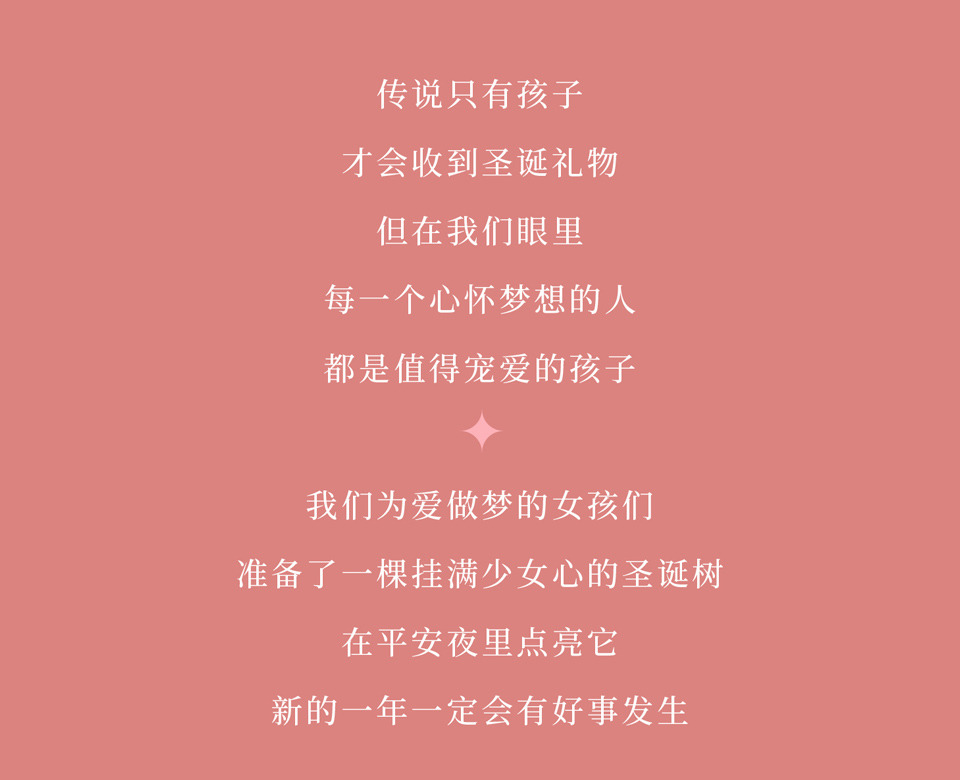 传说只有孩子
才会收到圣诞礼物
但在我们眼里
每一个心怀梦想的人
都是值得宠爱的孩子
我们为爱做梦的女孩们
准备了一棵挂满少女心的圣诞树
在平安夜里点亮它
新的一年一定会有好事发生